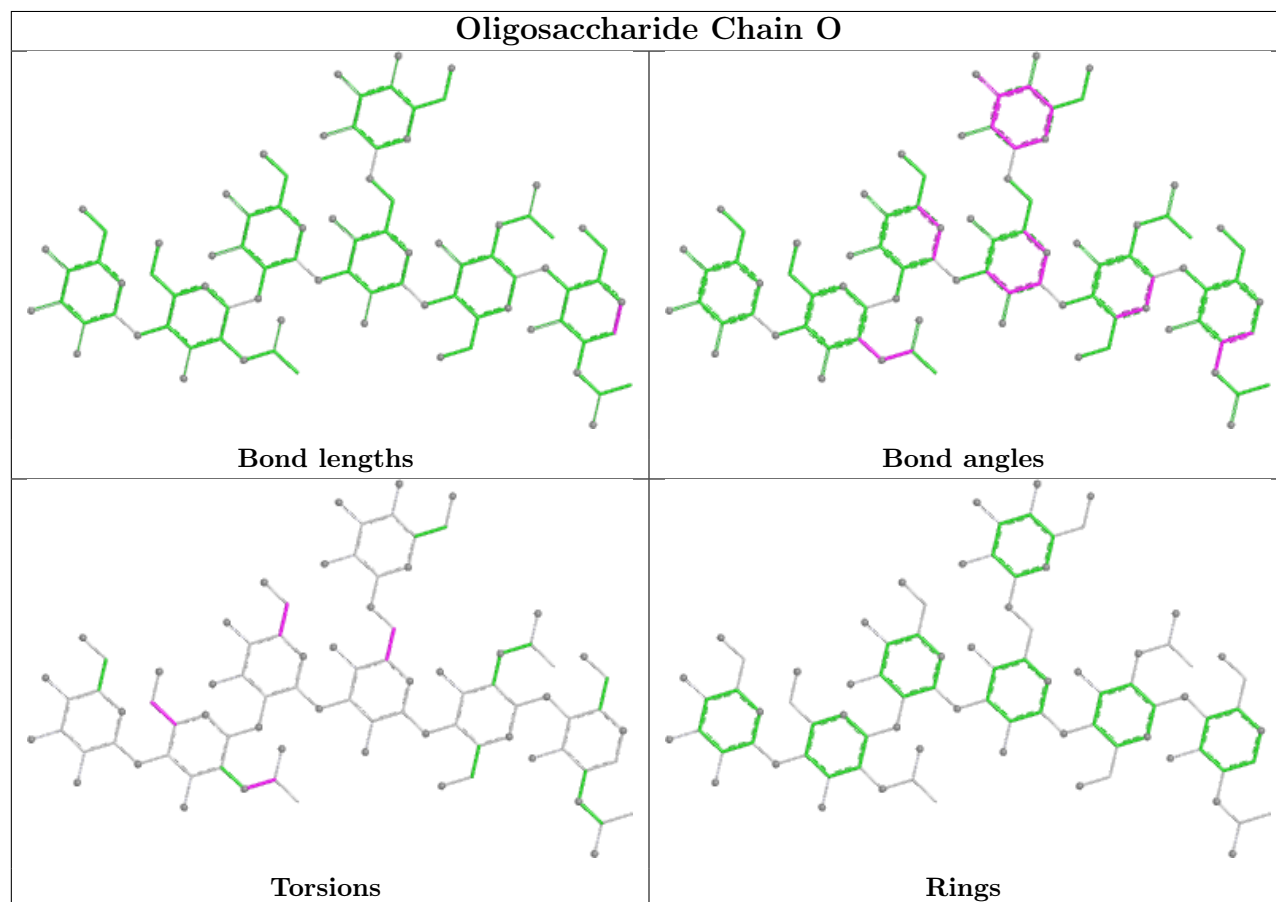 Oligosaccharide Chain O
Bond lengths
Bond angles
Torsions
Rings